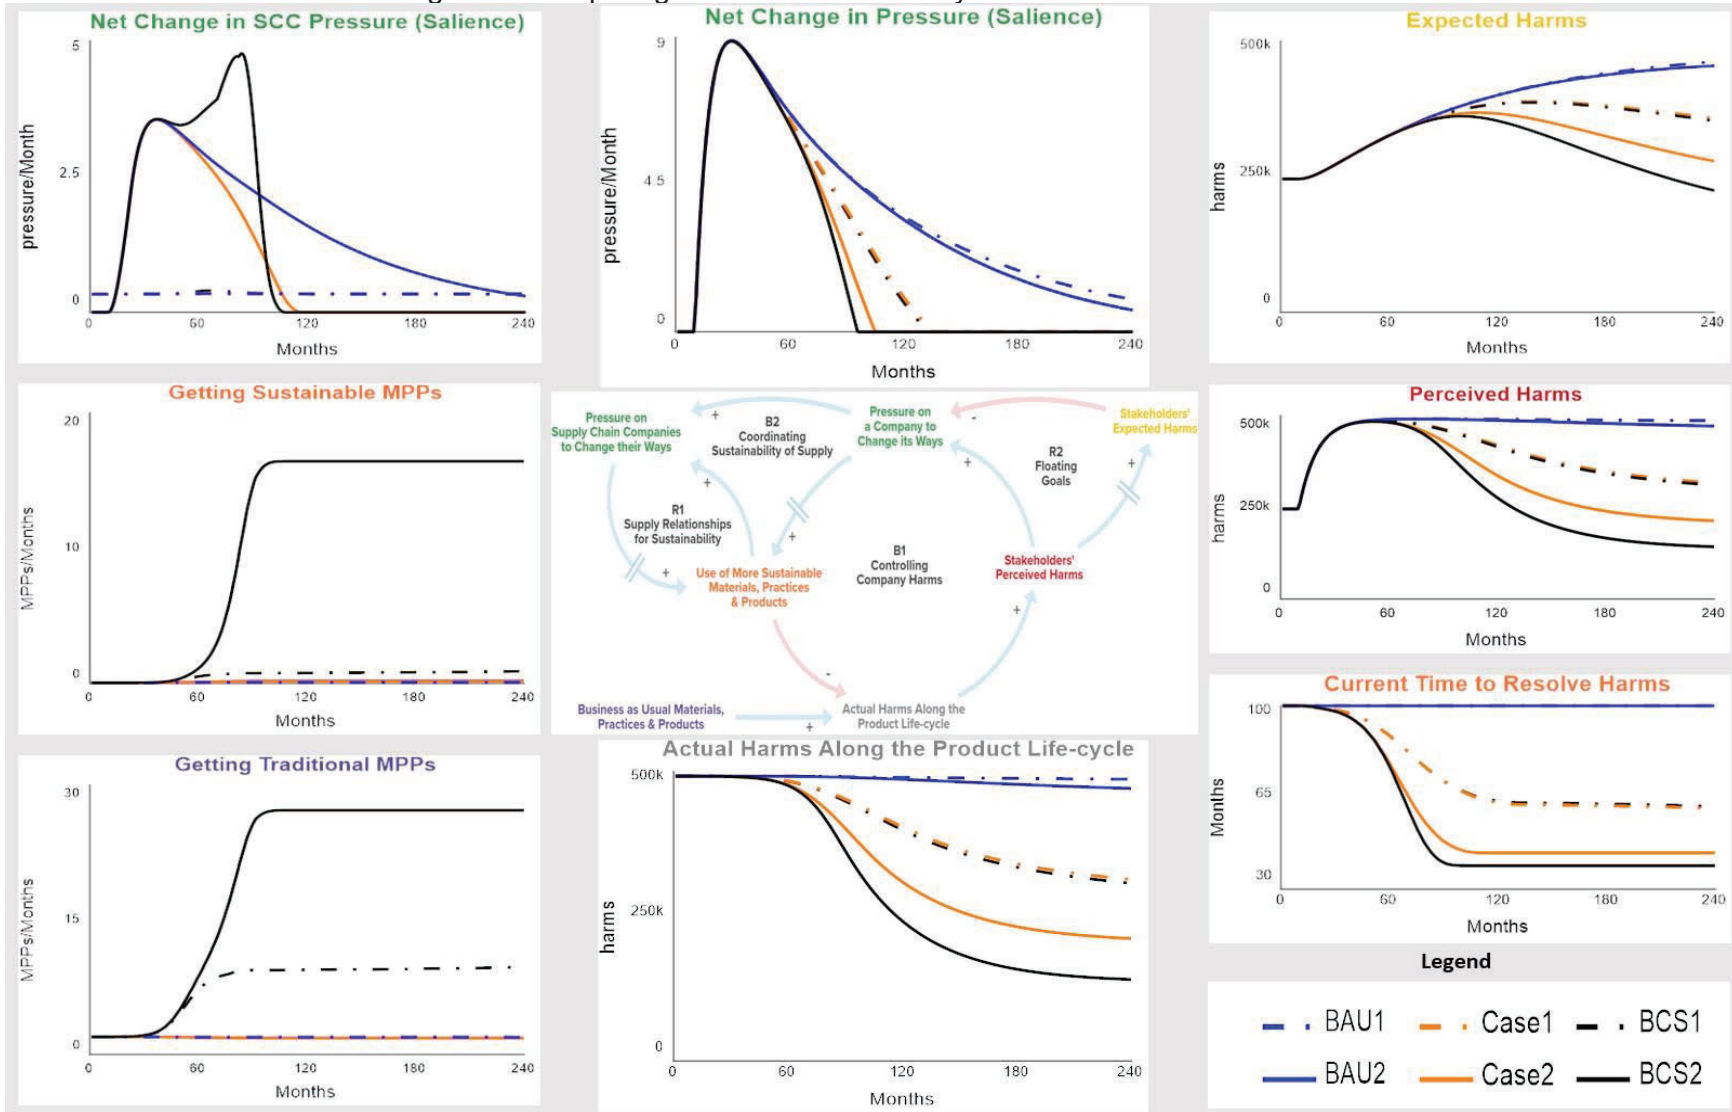 Net Change in SCC Pressure (Salience)
5
2.5
0
pressure/Month
0 60 120 180 240
Months
Net Change in Pressure (Salience)
9
4.5
0
pressure/Month
0 60 120 180 240
Months
Expected Harms
500k
250k
0
harms
0 60 120 180 240
Months
Getting Sustainable MPPs
20
10
0
MPPs/Months
0 60 120 180 240
Months
Pressure on
Supply Chain Companies
to Change their Ways
+
B2
Coordinating
Sustainability of Supply
Pressure on
a Company to
Change its Ways
-
Stakeholders'
Expected Harms
+
+
R2
Floating
Goals
+
R1
Supply Relationships
for Sustainability
+
+
B1
Controlling
Company Harms
Stakeholders'
Perceived Harms
Use of More Sustainable
Materials, Practices
& Products
+
-
Business as Usual Materials,
Practices & Products
+
Actual Harms Along the
Product Life-cycle
Perceived Harms
500k
250k
0
harms
0 60 120 180 240
Months
Getting Traditional MPPs
30
15
0
MPPs/Months
0 60 120 180 240
Months
Actual Harms Along the Product Life-cycle
500k
250k
0
harms
0 60 120 180 240
Months
Current Time to Resolve Harms
100
65
30
Months
0 60 120 180 240
Months
Legend
BAU1 Case1 BCS1
BAU2 Case2 BCS2